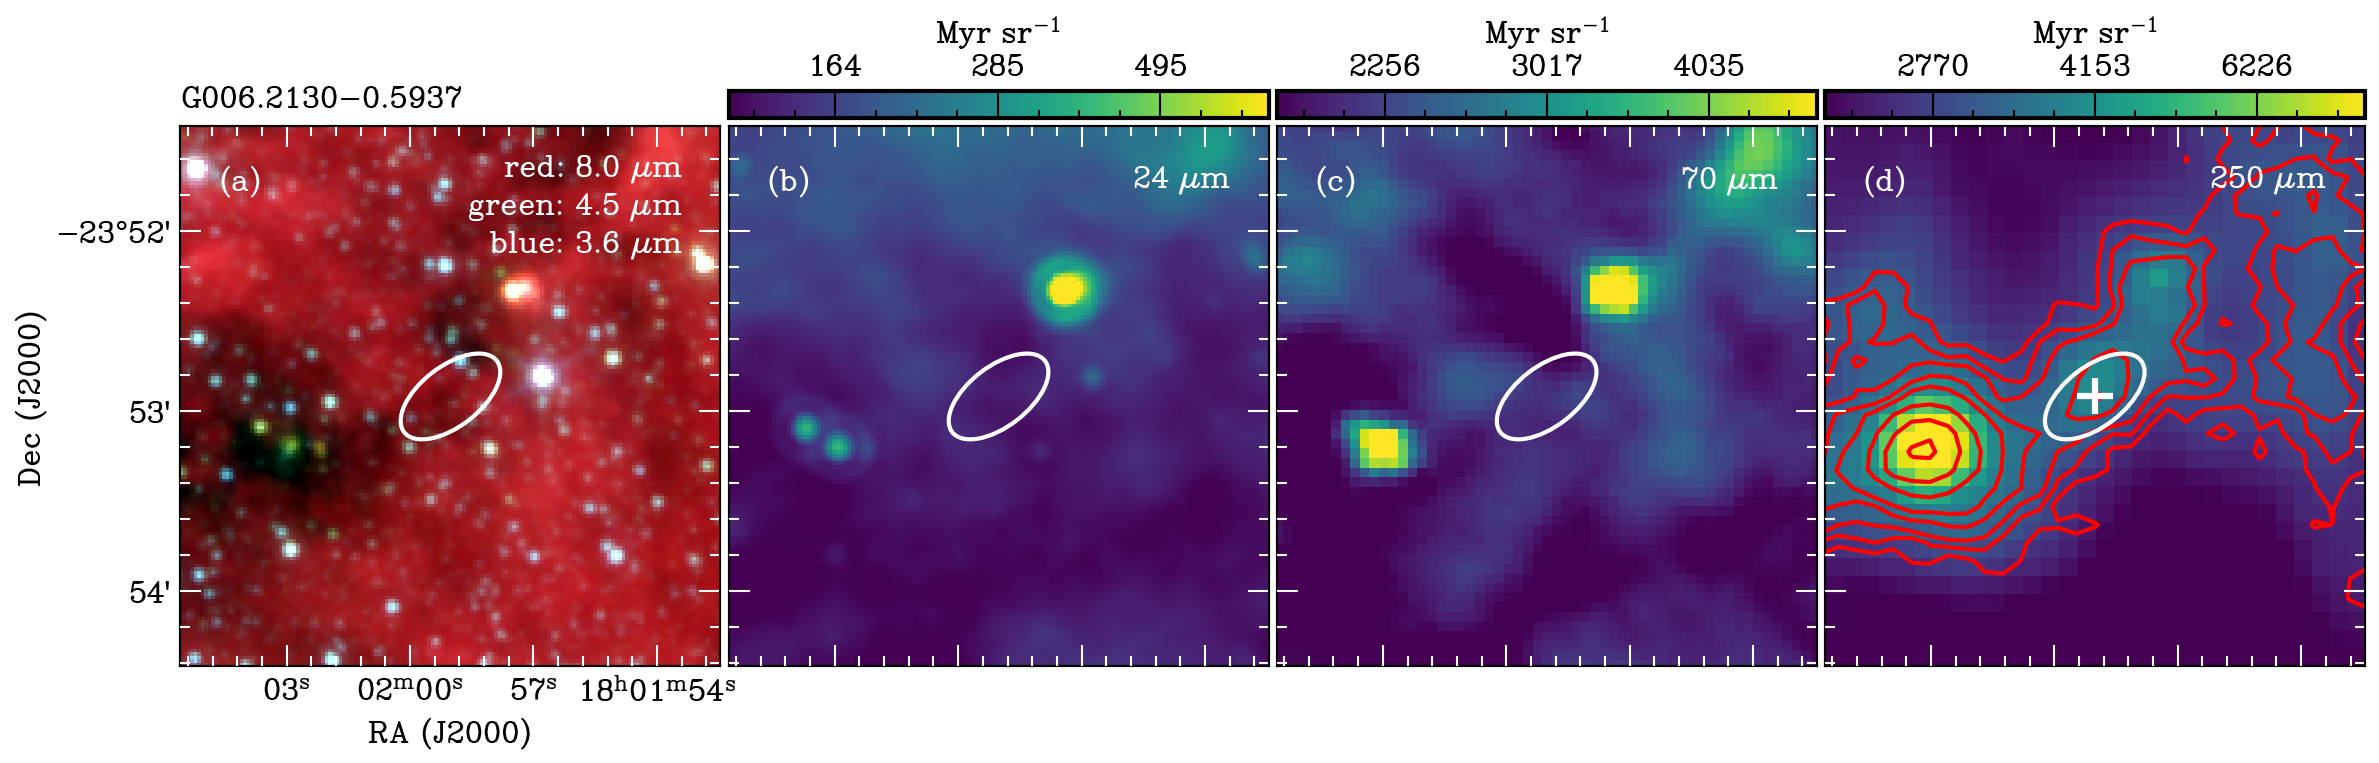 Myr sr⁻¹ Myr sr⁻¹ Myr sr⁻¹
164 285 495 2256 3017 4035 2770 4153 6226
G006.2130−0.5937
(a) red: 8.0 μm
green: 4.5 μm
blue: 3.6 μm
(b) 24 μm
(c) 70 μm
(d) 250 μm
−23°52'
53'
54'
Dec (J2000)
03ˢ 02ᵐ00ˢ 57ˢ 18ʰ01ᵐ54ˢ
RA (J2000)